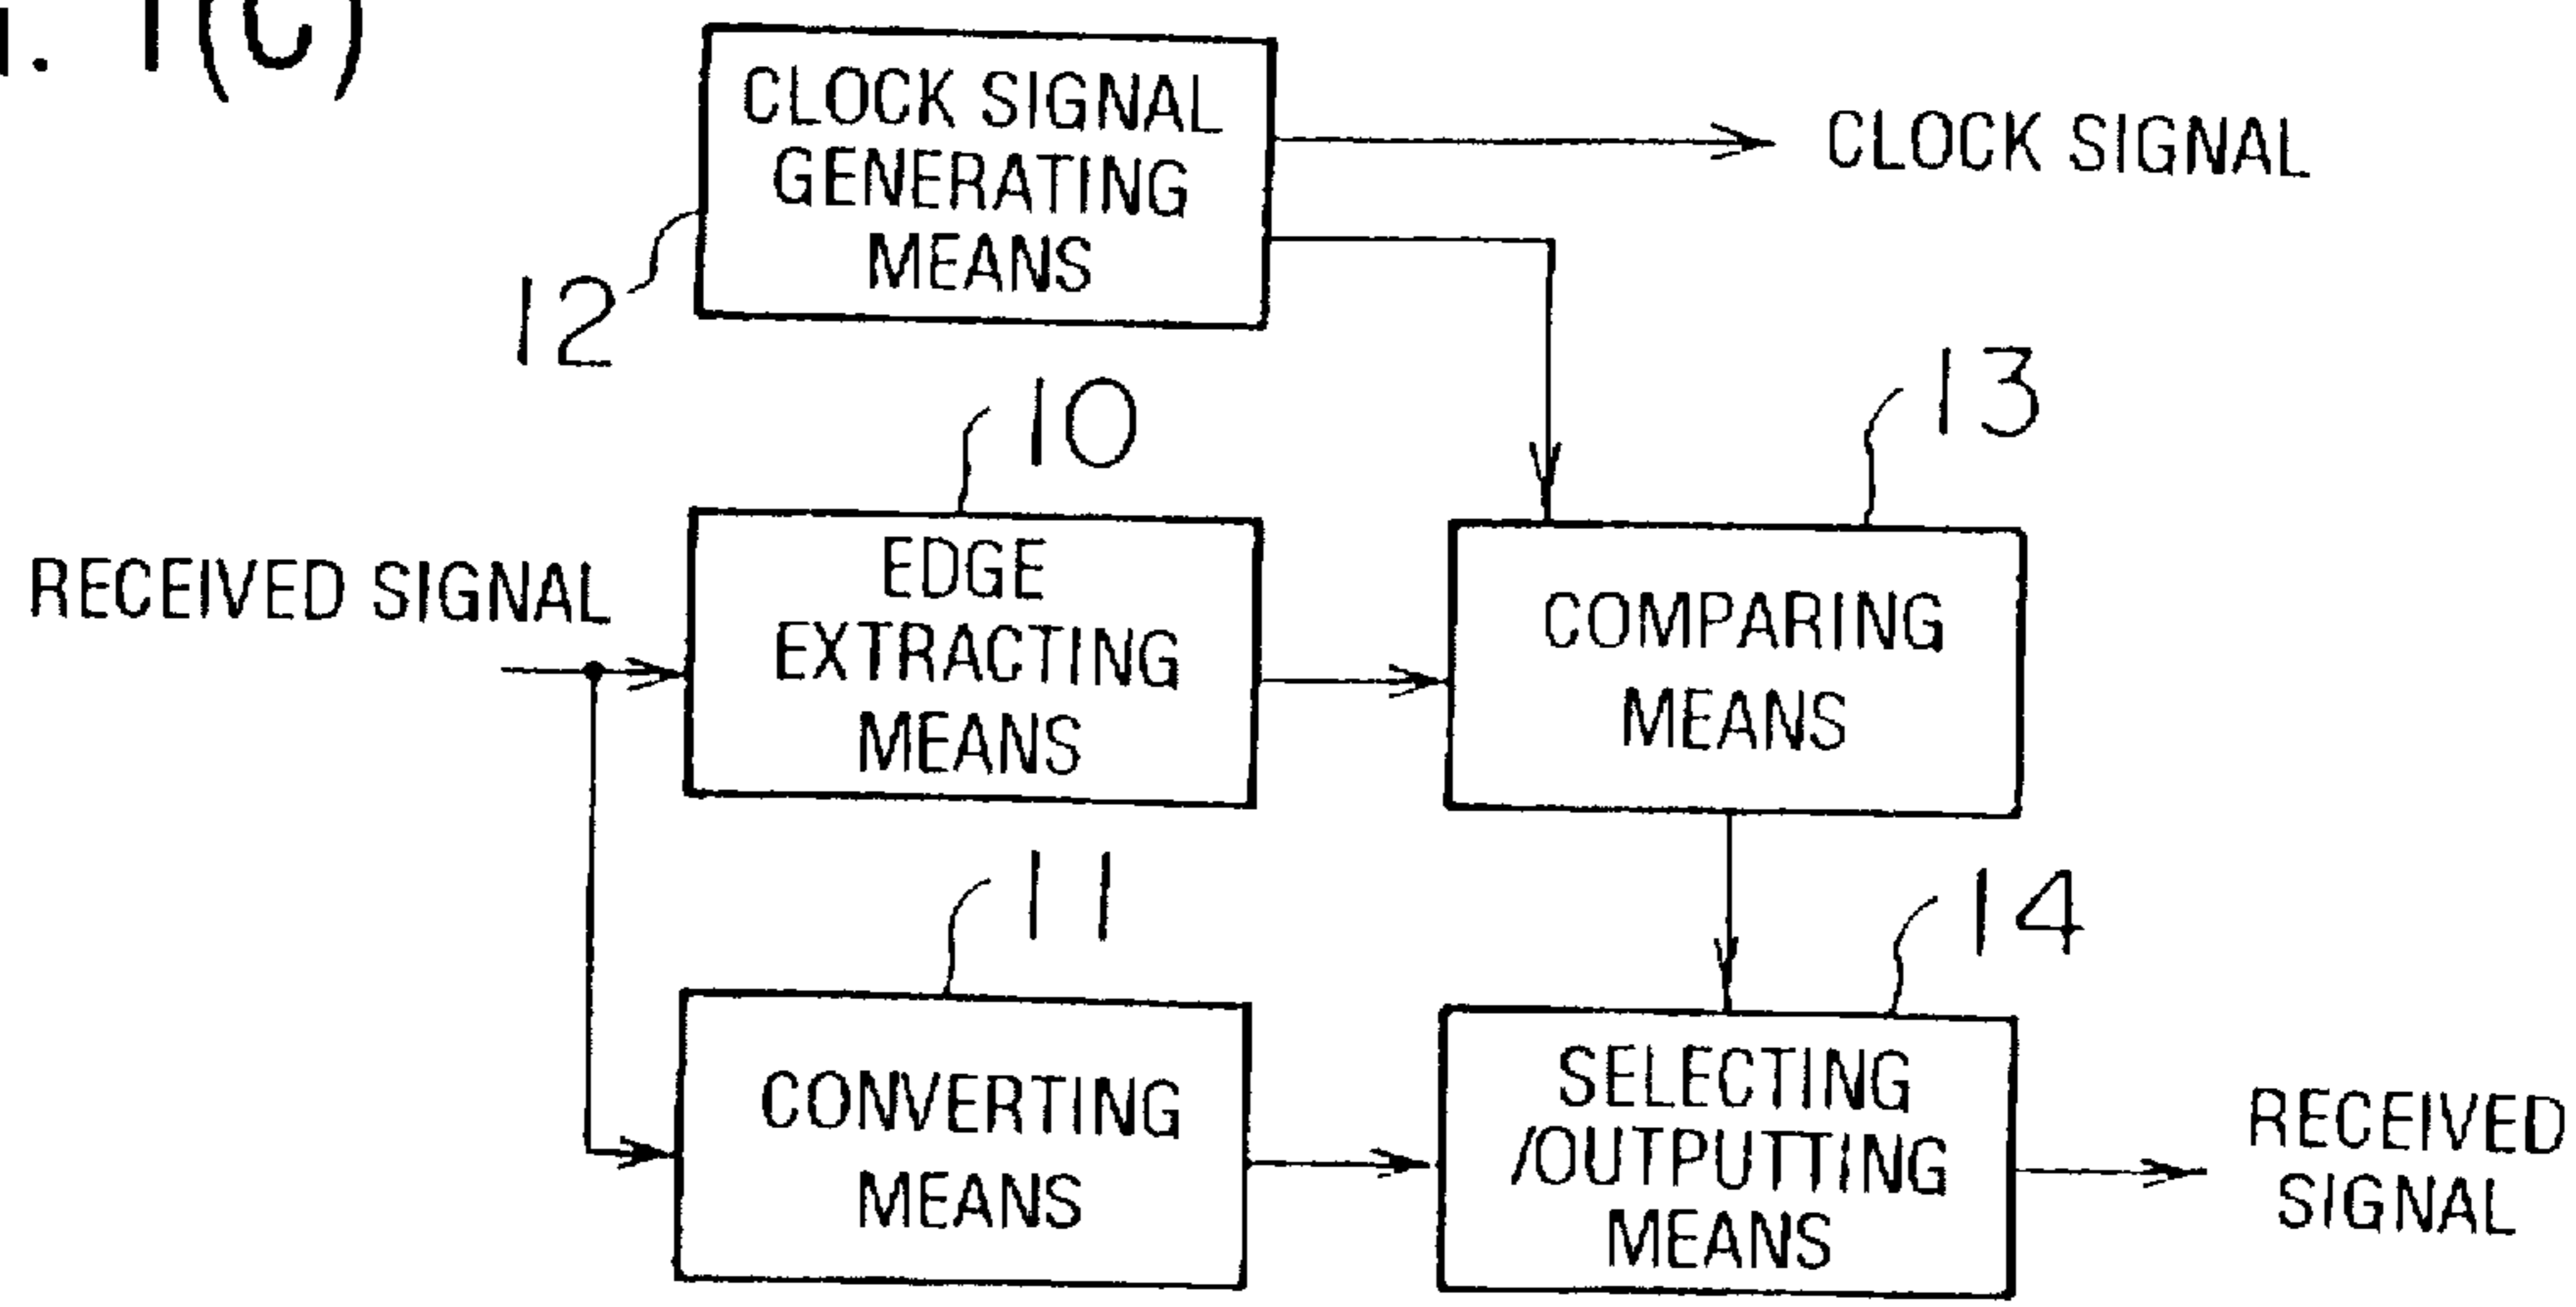 . 1(C)
CLOCK SIGNAL
GENERATING
MEANS
CLOCK SIGNAL
12
10
13
RECEIVED SIGNAL
EDGE
EXTRACTING
MEANS
COMPARING
MEANS
11
14
CONVERTING
MEANS
SELECTING
/OUTPUTTING
MEANS
RECEIVED
SIGNAL